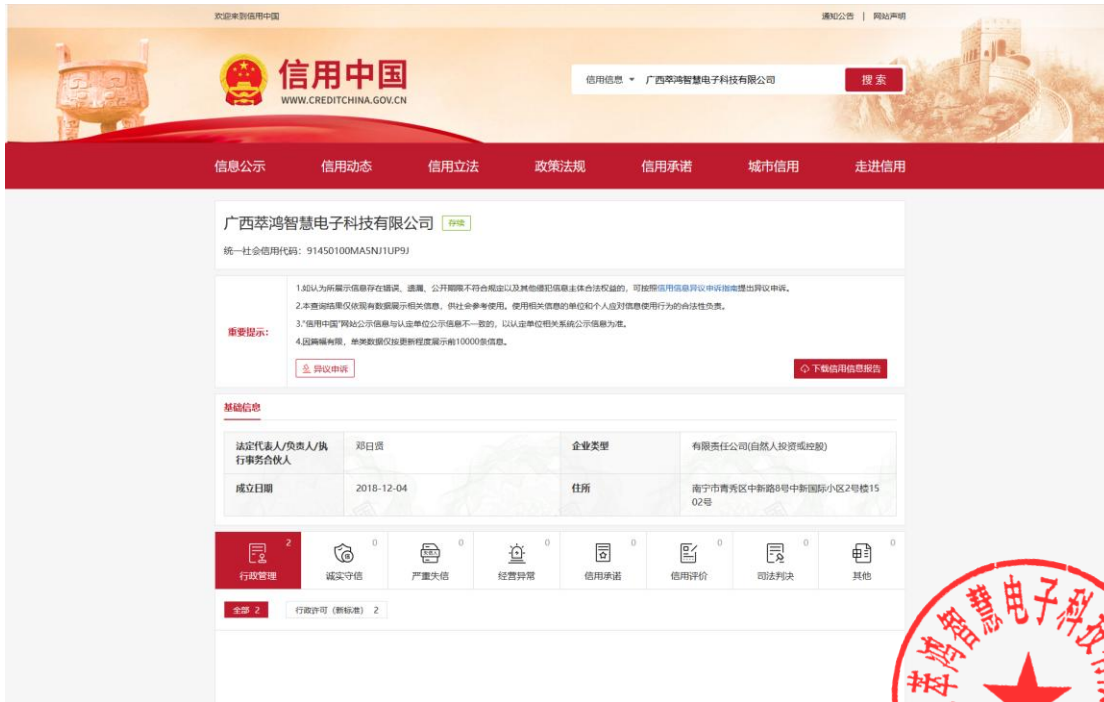 欢迎来到信用中国
通知公告 | 网站声明
信用中国
WWW.CREDITCHINA.GOV.CN
信用信息 广西萃鸿智慧电子科技有限公司 搜索
信息公示 信用动态 信用立法 政策法规 信用承诺 城市信用 走进信用
广西萃鸿智慧电子科技有限公司 存续
统一社会信用代码：91450100MA5NJ1UP9J
重要提示：
1.如认为所展示信息存在错误、遗漏、公开期限不符合规定以及其他侵犯信息主体合法权益的，可按照信用信息异议申诉指南提出异议申诉。
2.本查询结果仅依现有数据展示相关信息，供社会参考使用。使用相关信息的单位和个人应对信息使用行为的合法性负责。
3."信用中国"网站公示信息与认定单位公示信息不一致的，以认定单位相关系统公示信息为准。
4.因篇幅有限，单类数据仅按更新程度展示前10000条信息。
异议申诉
下载信用信息报告
基础信息
法定代表人/负责人/执行事务合伙人 邓日贤 企业类型 有限责任公司(自然人投资或控股)
成立日期 2018-12-04 住所 南宁市青秀区中新路8号中新国际小区2号楼15
02号
2 0 0 0 0 0 0 0
行政管理 诚实守信 严重失信 经营异常 信用承诺 信用评价 司法判决 其他
全部 2 行政许可（新标准） 2
萃鸿智慧电子科技